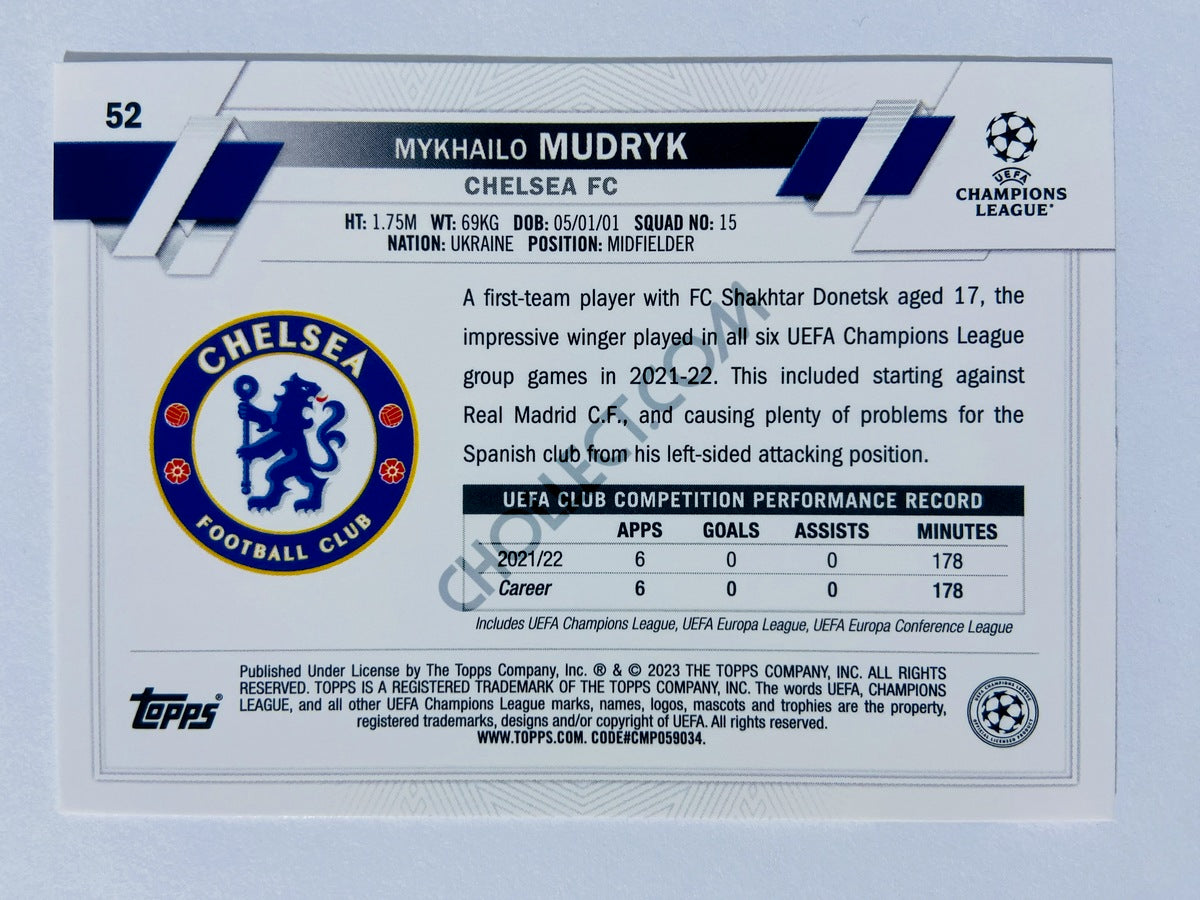 52
MYKHAILO MUDRYK
CHELSEA FC
HT: 1.75M WT: 69KG DOB: 05/01/01 SQUAD NO: 15
NATION: UKRAINE POSITION: MIDFIELDER
UEFA
CHAMPIONS
LEAGUE
CHELSEA
FOOTBALL CLUB
A first-team player with FC Shakhtar Donetsk aged 17, the
impressive winger played in all six UEFA Champions League
group games in 2021-22. This included starting against
Real Madrid C.F., and causing plenty of problems for the
Spanish club from his left-sided attacking position.
CHOLLECT.COM
UEFA CLUB COMPETITION PERFORMANCE RECORD
APPS GOALS ASSISTS MINUTES
2021/22 6 0 0 178
Career 6 0 0 178
Includes UEFA Champions League, UEFA Europa League, UEFA Europa Conference League
Topps®
Published Under License by The Topps Company, Inc. ® & © 2023 THE TOPPS COMPANY, INC. ALL RIGHTS
RESERVED. TOPPS IS A REGISTERED TRADEMARK OF THE TOPPS COMPANY, INC. The words UEFA, CHAMPIONS
LEAGUE, and all other UEFA Champions League marks, names, logos, mascots and trophies are the property,
registered trademarks, designs and/or copyright of UEFA. All rights reserved.
WWW.TOPPS.COM. CODE#CMP059034.
UEFA CHAMPIONS LEAGUE
OFFICIAL LICENSED PRODUCT